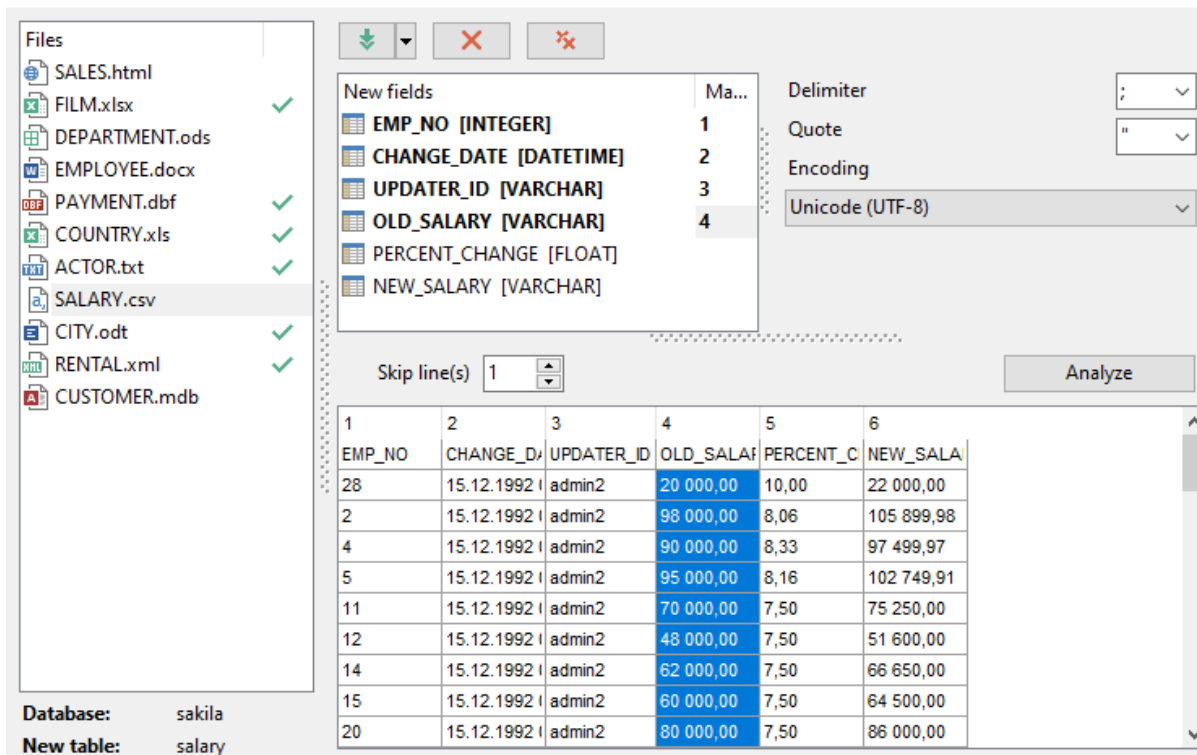 Files
SALES.html
FILM.xlsx
DEPARTMENT.ods
EMPLOYEE.docx
PAYMENT.dbf
COUNTRY.xls
ACTOR.txt
SALARY.csv
CITY.odt
RENTAL.xml
CUSTOMER.mdb
Database: sakila
New table: salary
New fields Ma...
EMP_NO [INTEGER] 1
CHANGE_DATE [DATETIME] 2
UPDATER_ID [VARCHAR] 3
OLD_SALARY [VARCHAR] 4
PERCENT_CHANGE [FLOAT]
NEW_SALARY [VARCHAR]
Delimiter ;
Quote "
Encoding
Unicode (UTF-8)
Skip line(s) 1
Analyze
1 2 3 4 5 6
EMP_NO CHANGE_DA UPDATER_ID OLD_SALAR PERCENT_C NEW_SALA
28 15.12.1992 admin2 20 000,00 10,00 22 000,00
2 15.12.1992 admin2 98 000,00 8,06 105 899,98
4 15.12.1992 admin2 90 000,00 8,33 97 499,97
5 15.12.1992 admin2 95 000,00 8,16 102 749,91
11 15.12.1992 admin2 70 000,00 7,50 75 250,00
12 15.12.1992 admin2 48 000,00 7,50 51 600,00
14 15.12.1992 admin2 62 000,00 7,50 66 650,00
15 15.12.1992 admin2 60 000,00 7,50 64 500,00
20 15.12.1992 admin2 80 000,00 7,50 86 000,00